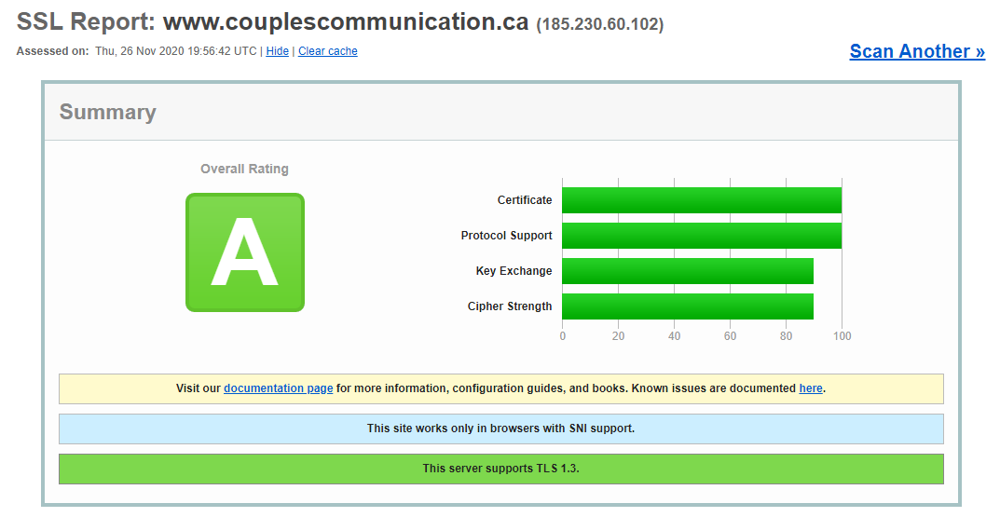 SSL Report: www.couplescommunication.ca (185.230.60.102)
Assessed on: Thu, 26 Nov 2020 19:56:42 UTC | Hide | Clear cache
Scan Another »
Summary
Overall Rating
A
Certificate
Protocol Support
Key Exchange
Cipher Strength
0 20 40 60 80 100
Visit our documentation page for more information, configuration guides, and books. Known issues are documented here.
This site works only in browsers with SNI support.
This server supports TLS 1.3.